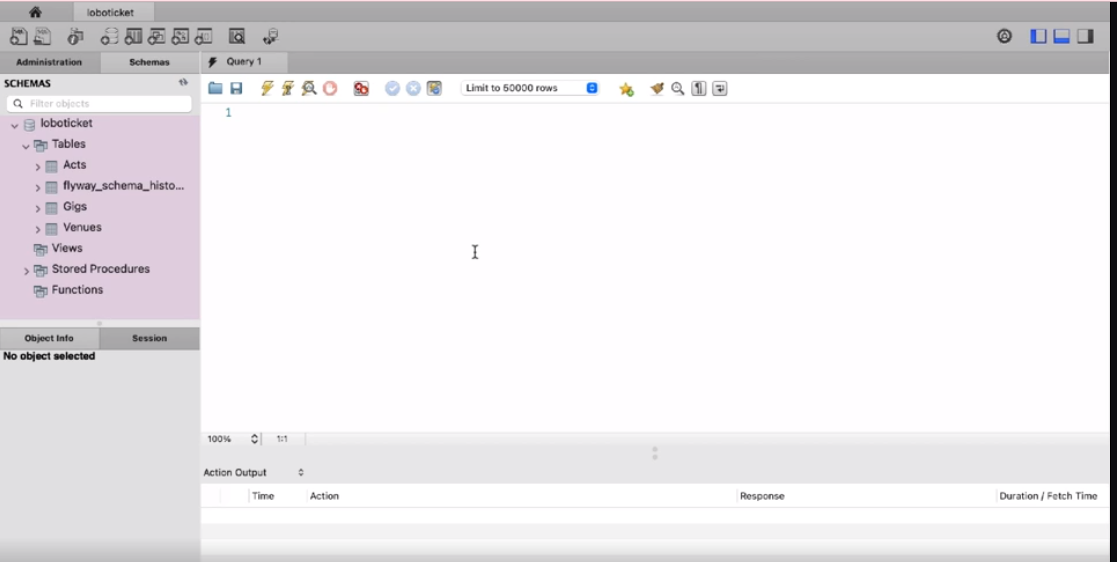 loboticket
Administration
Schemas
Query 1
SCHEMAS
Filter objects
loboticket
Tables
Acts
flyway_schema_histo...
Gigs
Venues
Views
Stored Procedures
Functions
Object Info
Session
No object selected
Limit to 50000 rows
1
100%
1:1
Action Output
Time
Action
Response
Duration / Fetch Time